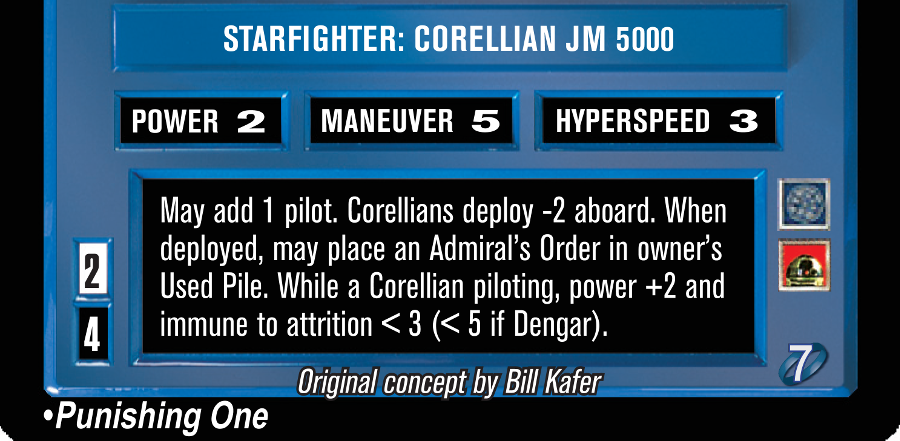 STARFIGHTER: CORELLIAN JM 5000
POWER 2 MANEUVER 5 HYPERSPEED 3
May add 1 pilot. Corellians deploy -2 aboard. When
deployed, may place an Admiral's Order in owner's
Used Pile. While a Corellian piloting, power +2 and
immune to attrition < 3 (< 5 if Dengar).
2
4
7
Original concept by Bill Kafer
•Punishing One